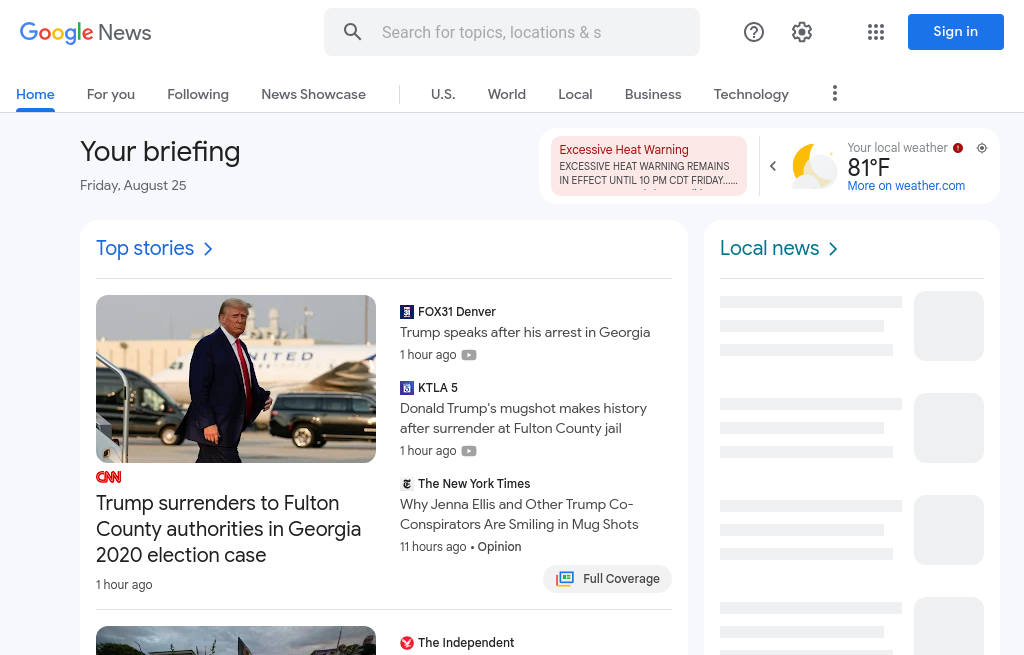 Google News
Search for topics, locations & s
Sign in
Home
For you
Following
News Showcase
U.S.
World
Local
Business
Technology
Your briefing
Friday, August 25
Excessive Heat Warning
EXCESSIVE HEAT WARNING REMAINS
IN EFFECT UNTIL 10 PM CDT FRIDAY......
Your local weather
81°F
More on weather.com
Top stories
UNITED
CNN
Trump surrenders to Fulton
County authorities in Georgia
2020 election case
1 hour ago
FOX31 Denver
Trump speaks after his arrest in Georgia
1 hour ago
KTLA 5
Donald Trump's mugshot makes history
after surrender at Fulton County jail
1 hour ago
The New York Times
Why Jenna Ellis and Other Trump Co-
Conspirators Are Smiling in Mug Shots
11 hours ago • Opinion
Full Coverage
The Independent
Local news